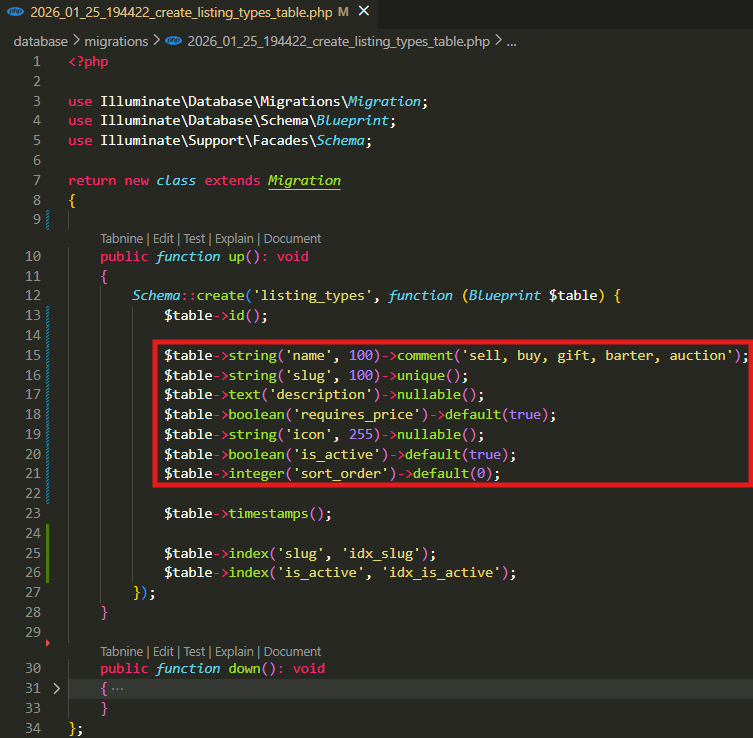 php 2026_01_25_194422_create_listing_types_table.php M ×
database > migrations > php 2026_01_25_194422_create_listing_types_table.php > ...
1 <?php
2
3 use Illuminate\Database\Migrations\Migration;
4 use Illuminate\Database\Schema\Blueprint;
5 use Illuminate\Support\Facades\Schema;
6
7 return new class extends Migration
8 {
9
Tabnine | Edit | Test | Explain | Document
10 public function up(): void
11 {
12 Schema::create('listing_types', function (Blueprint $table) {
13 $table->id();
14
15 $table->string('name', 100)->comment('sell, buy, gift, barter, auction');
16 $table->string('slug', 100)->unique();
17 $table->text('description')->nullable();
18 $table->boolean('requires_price')->default(true);
19 $table->string('icon', 255)->nullable();
20 $table->boolean('is_active')->default(true);
21 $table->integer('sort_order')->default(0);
22
23 $table->timestamps();
24
25 $table->index('slug', 'idx_slug');
26 $table->index('is_active', 'idx_is_active');
27 });
28 }
29
Tabnine | Edit | Test | Explain | Document
30 public function down(): void
31 > { ...
33 }
34 };